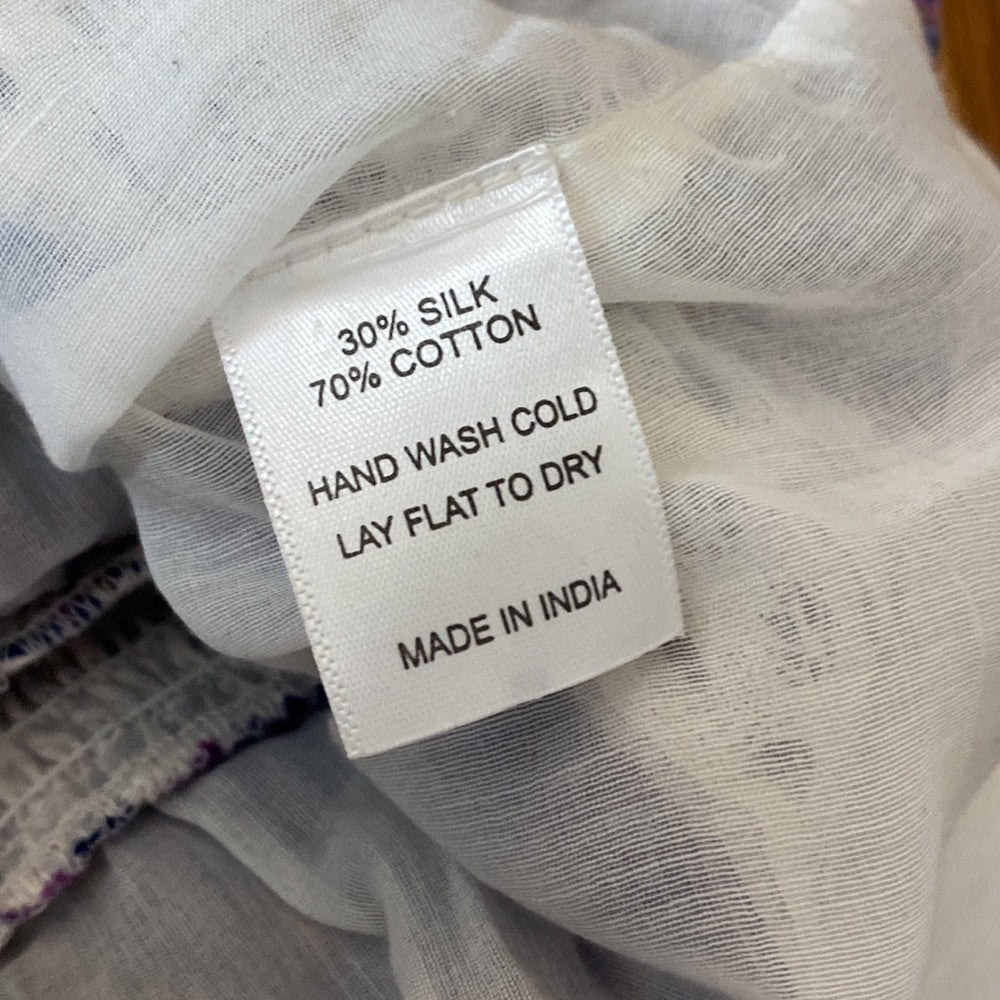 30% SILK
70% COTTON
HAND WASH COLD
LAY FLAT TO DRY
MADE IN INDIA